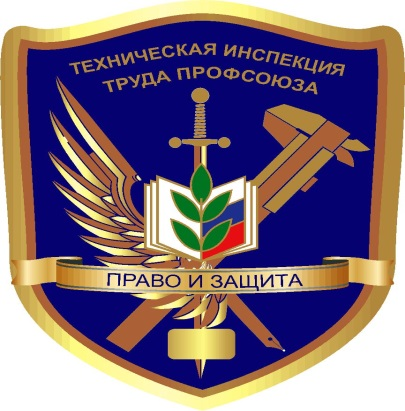 ТЕХНИЧЕСКАЯ ИНСПЕКЦИЯ
ТРУДА ПРОФСОЮЗА
ПРАВО И ЗАЩИТА